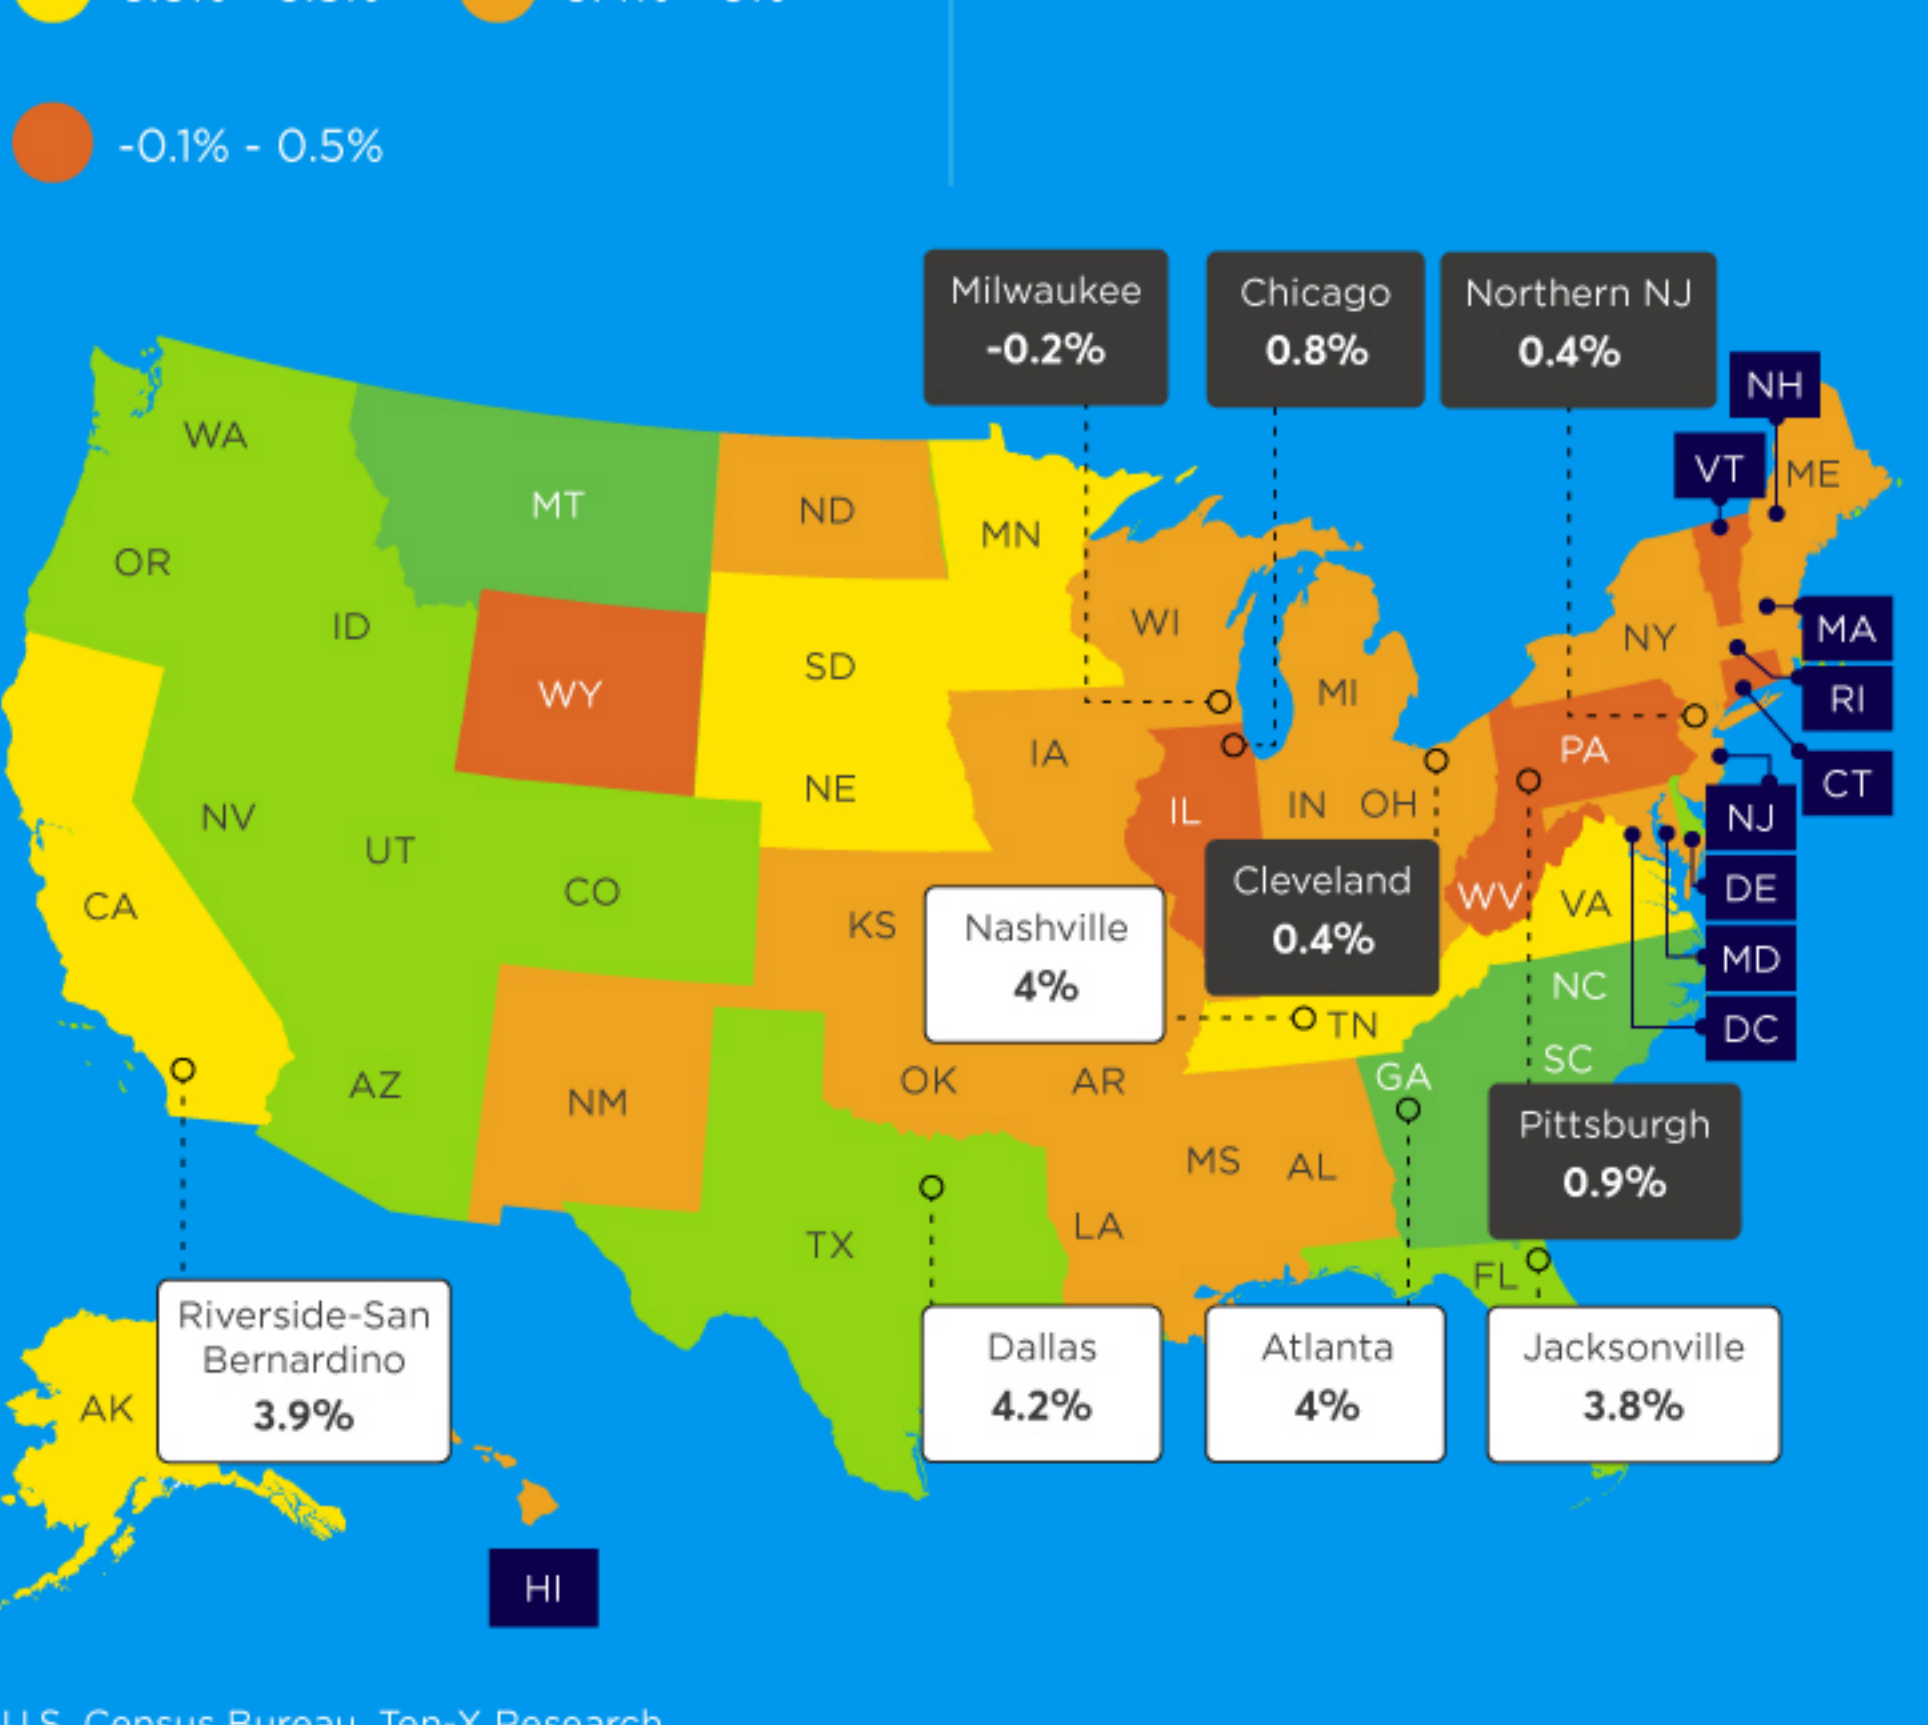 -0.1% - 0.5%
Milwaukee
-0.2%
Chicago
0.8%
Northern NJ
0.4%
NH
VT
ME
WA
MT
ND
MN
OR
ID
WI
NY
MA
SD
WY
MI
RI
IA
PA
CT
NE
IN
OH
IL
NV
NJ
UT
CO
Cleveland
0.4%
DE
CA
KS
WV
VA
Nashville
4%
MD
NC
TN
DC
SC
AZ
NM
OK
AR
GA
MS
AL
Pittsburgh
0.9%
LA
TX
FL
Riverside-San
Bernardino
3.9%
Dallas
4.2%
Atlanta
4%
Jacksonville
3.8%
AK
HI
U.S. Census Bureau, Ten-X Research